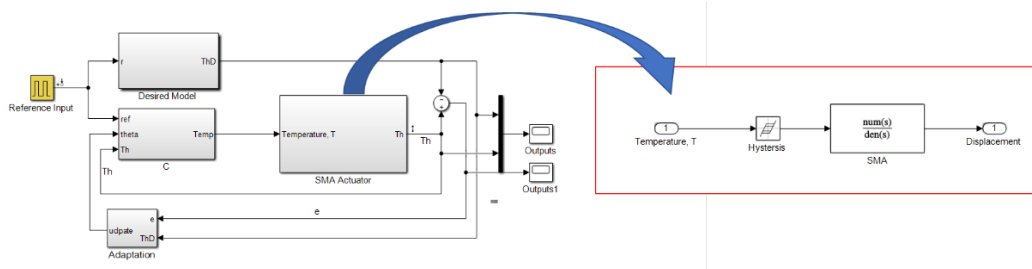 Reference Input
r
ThD
Desired Model
ref
theta
Th
Temp
C
Th
Temperature, T
Th
SMA Actuator
Th
-
+
Outputs
Outputs1
e
e
udpate
ThD
Adaptation
1
Temperature, T
Hystersis
num(s)
den(s)
SMA
1
Displacement